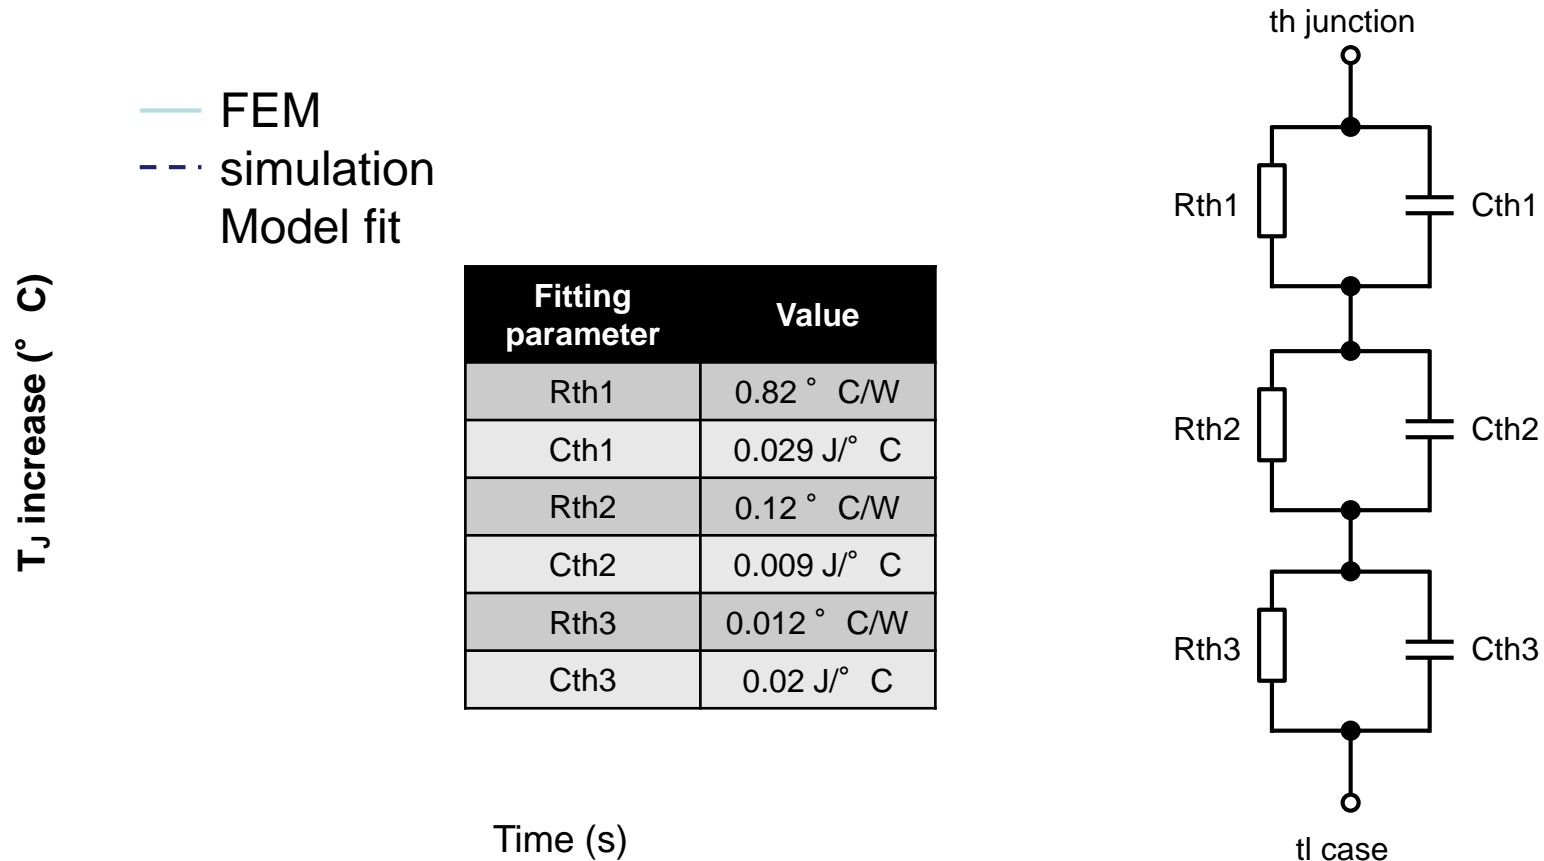 FEM
simulation
Model fit
T_J increase (° C)
Time (s)
Fitting parameter Value
Rth1 0.82 ° C/W
Cth1 0.029 J/° C
Rth2 0.12 ° C/W
Cth2 0.009 J/° C
Rth3 0.012 ° C/W
Cth3 0.02 J/° C
th junction
Rth1 Cth1
Rth2 Cth2
Rth3 Cth3
tl case